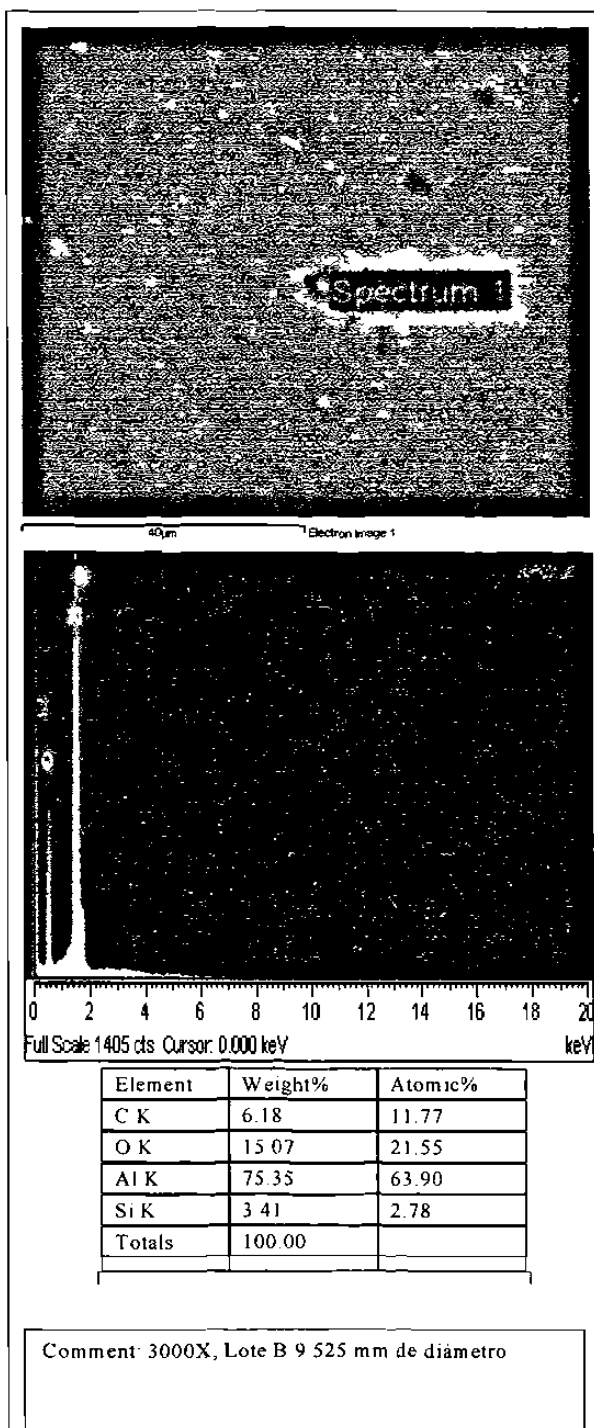 Spectrum 1
40µm Electron Image 1
0 2 4 6 8 10 12 14 16 18 20
Full Scale 1405 cts Cursor: 0.000 keV keV
Element Weight% Atomic%
C K 6.18 11.77
O K 15 07 21.55
Al K 75.35 63.90
Si K 3 41 2.78
Totals 100.00
Comment: 3000X, Lote B 9 525 mm de diámetro